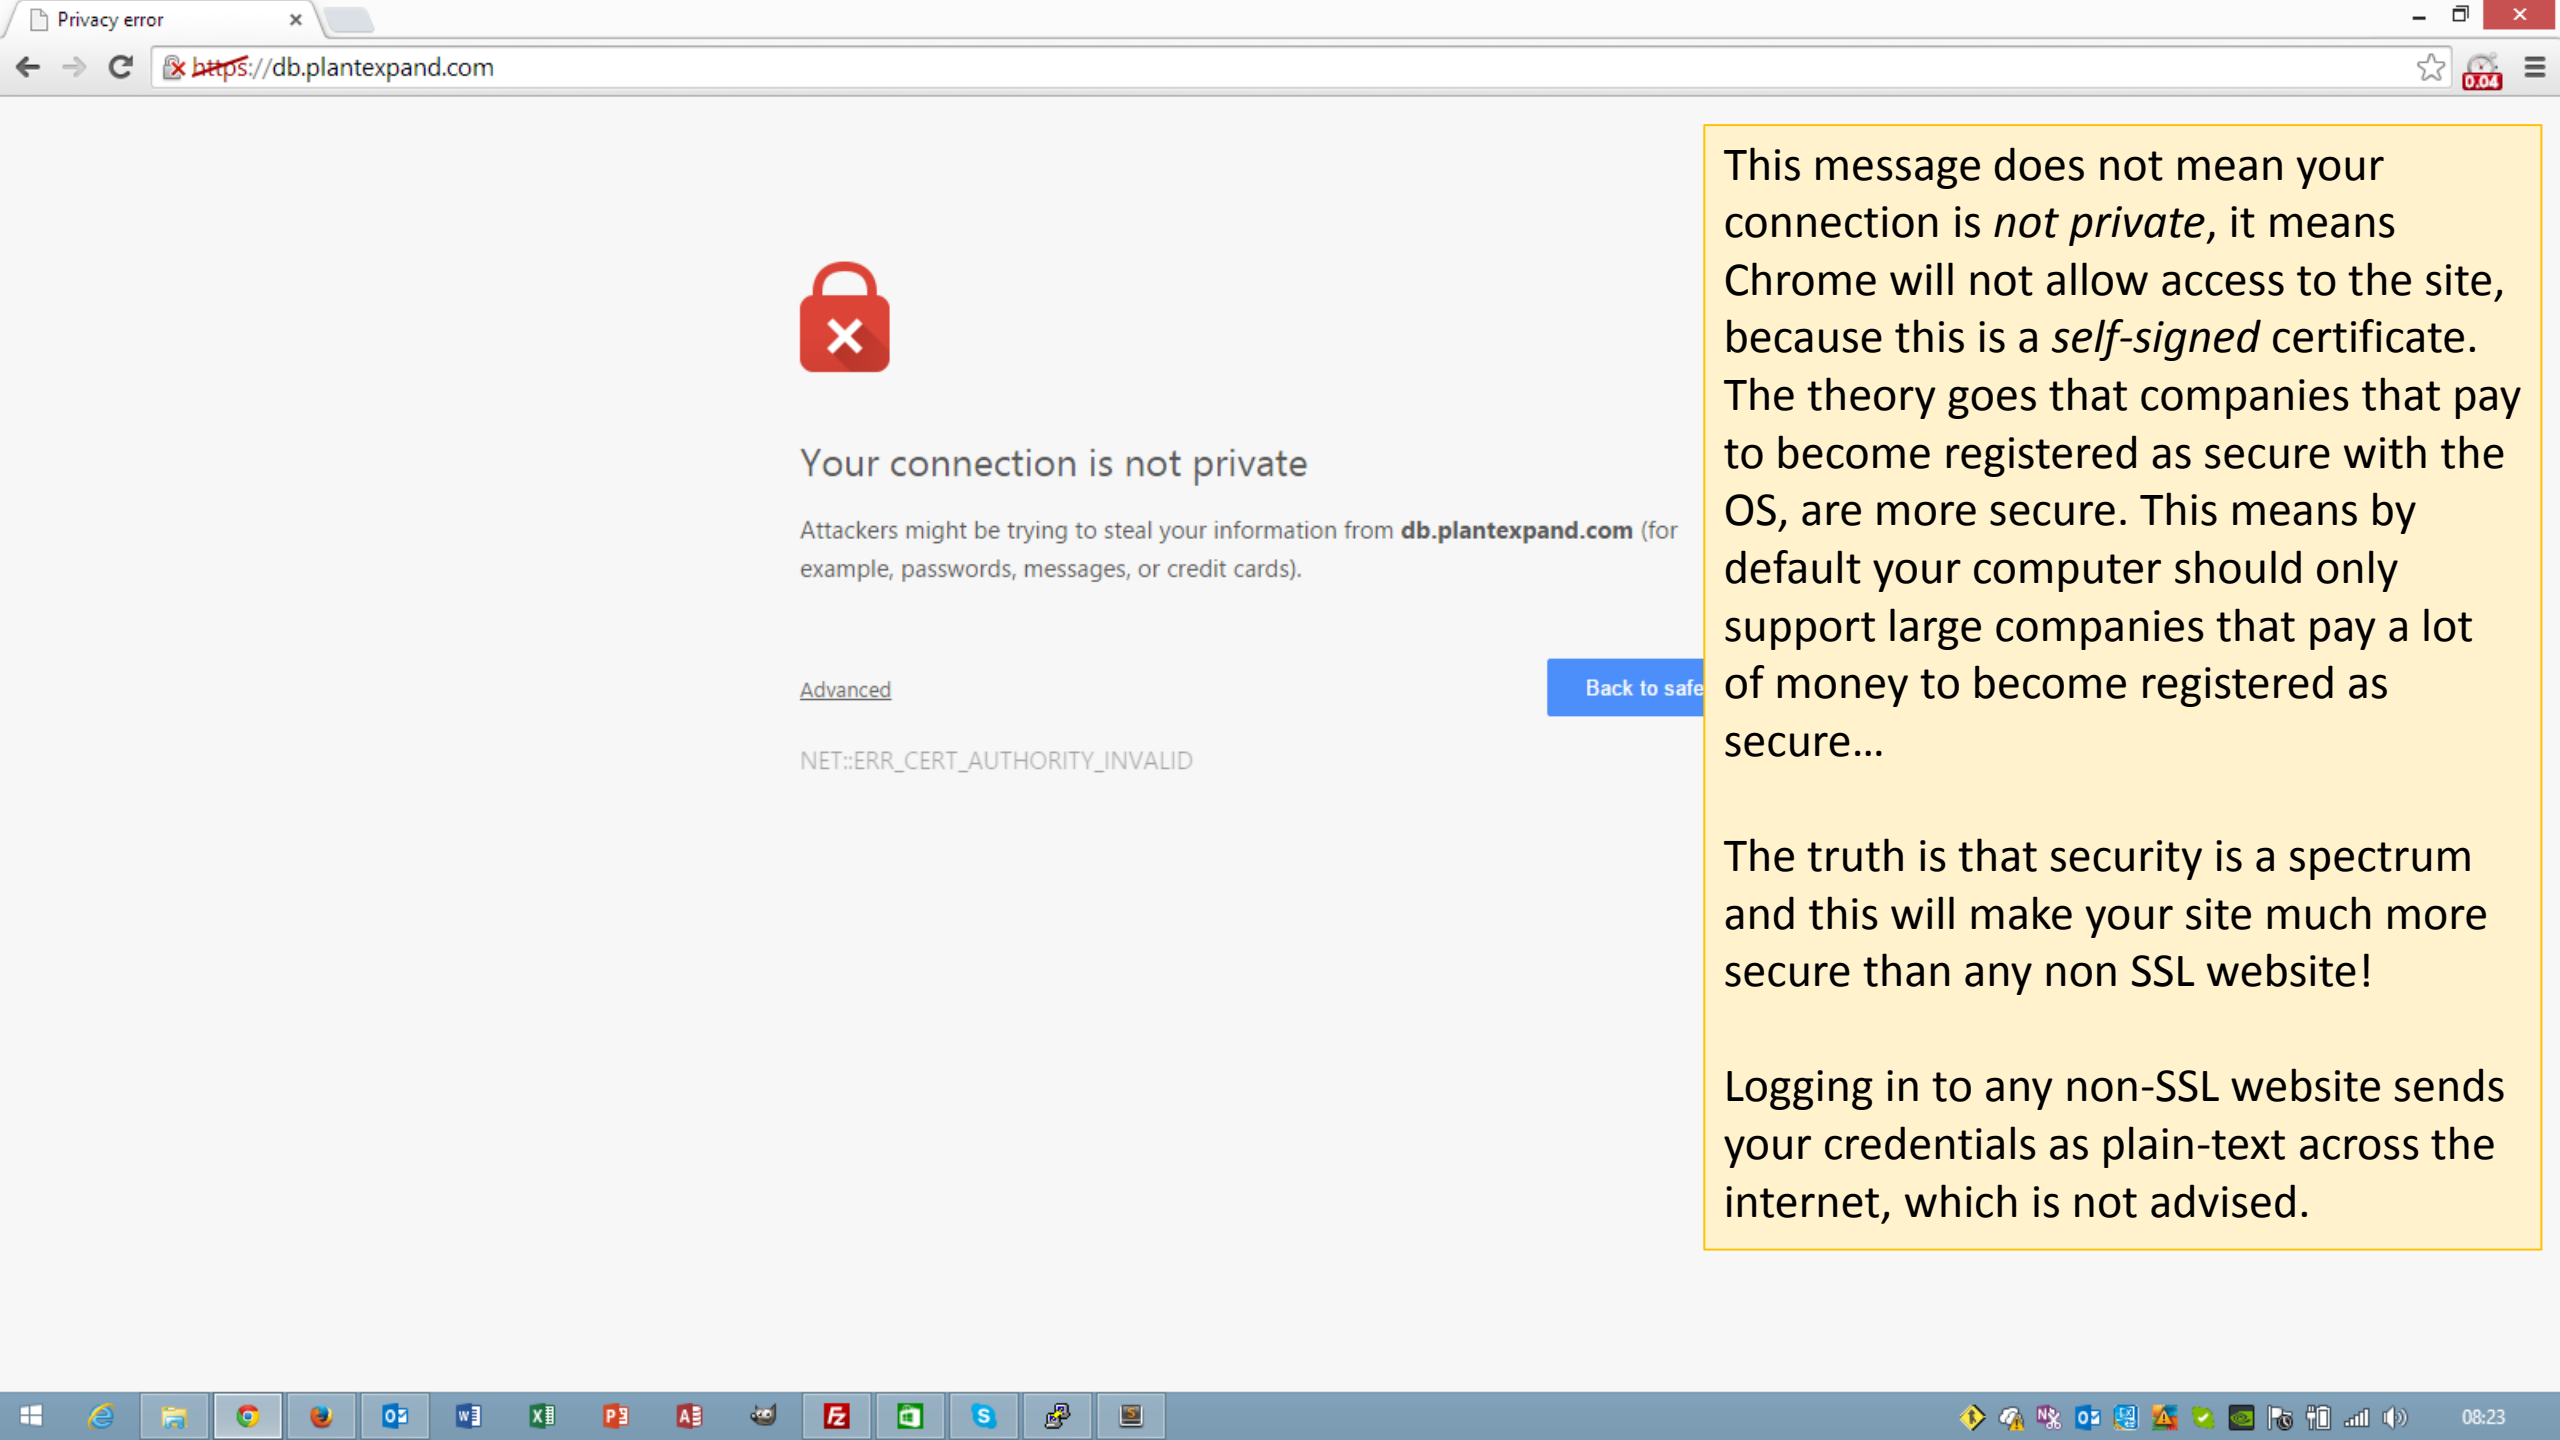 Privacy error
https://db.plantexpand.com
0.04
Your connection is not private
Attackers might be trying to steal your information from db.plantexpand.com (for
example, passwords, messages, or credit cards).
Advanced
Back to safe
NET::ERR_CERT_AUTHORITY_INVALID
This message does not mean your
connection is not private, it means
Chrome will not allow access to the site,
because this is a self-signed certificate.
The theory goes that companies that pay
to become registered as secure with the
OS, are more secure. This means by
default your computer should only
support large companies that pay a lot
of money to become registered as
secure…
The truth is that security is a spectrum
and this will make your site much more
secure than any non SSL website!
Logging in to any non-SSL website sends
your credentials as plain-text across the
internet, which is not advised.
08:23